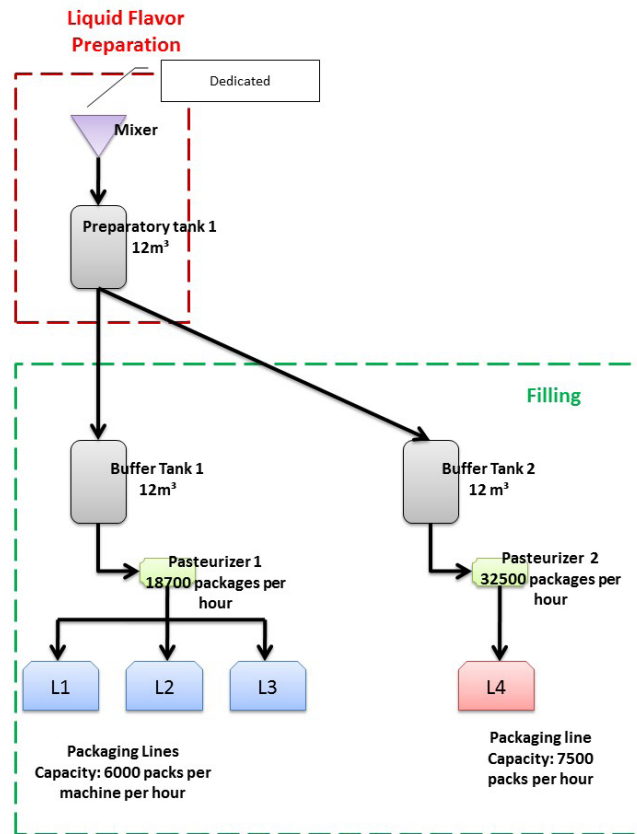 Liquid Flavor
Preparation
Dedicated
Mixer
Preparatory tank 1
12m³
Filling
Buffer Tank 1
12m³
Buffer Tank 2
12 m³
Pasteurizer 1
18700 packages per
hour
Pasteurizer 2
32500 packages per
hour
L1
L2
L3
L4
Packaging Lines
Capacity: 6000 packs per
machine per hour
Packaging line
Capacity: 7500
packs per hour